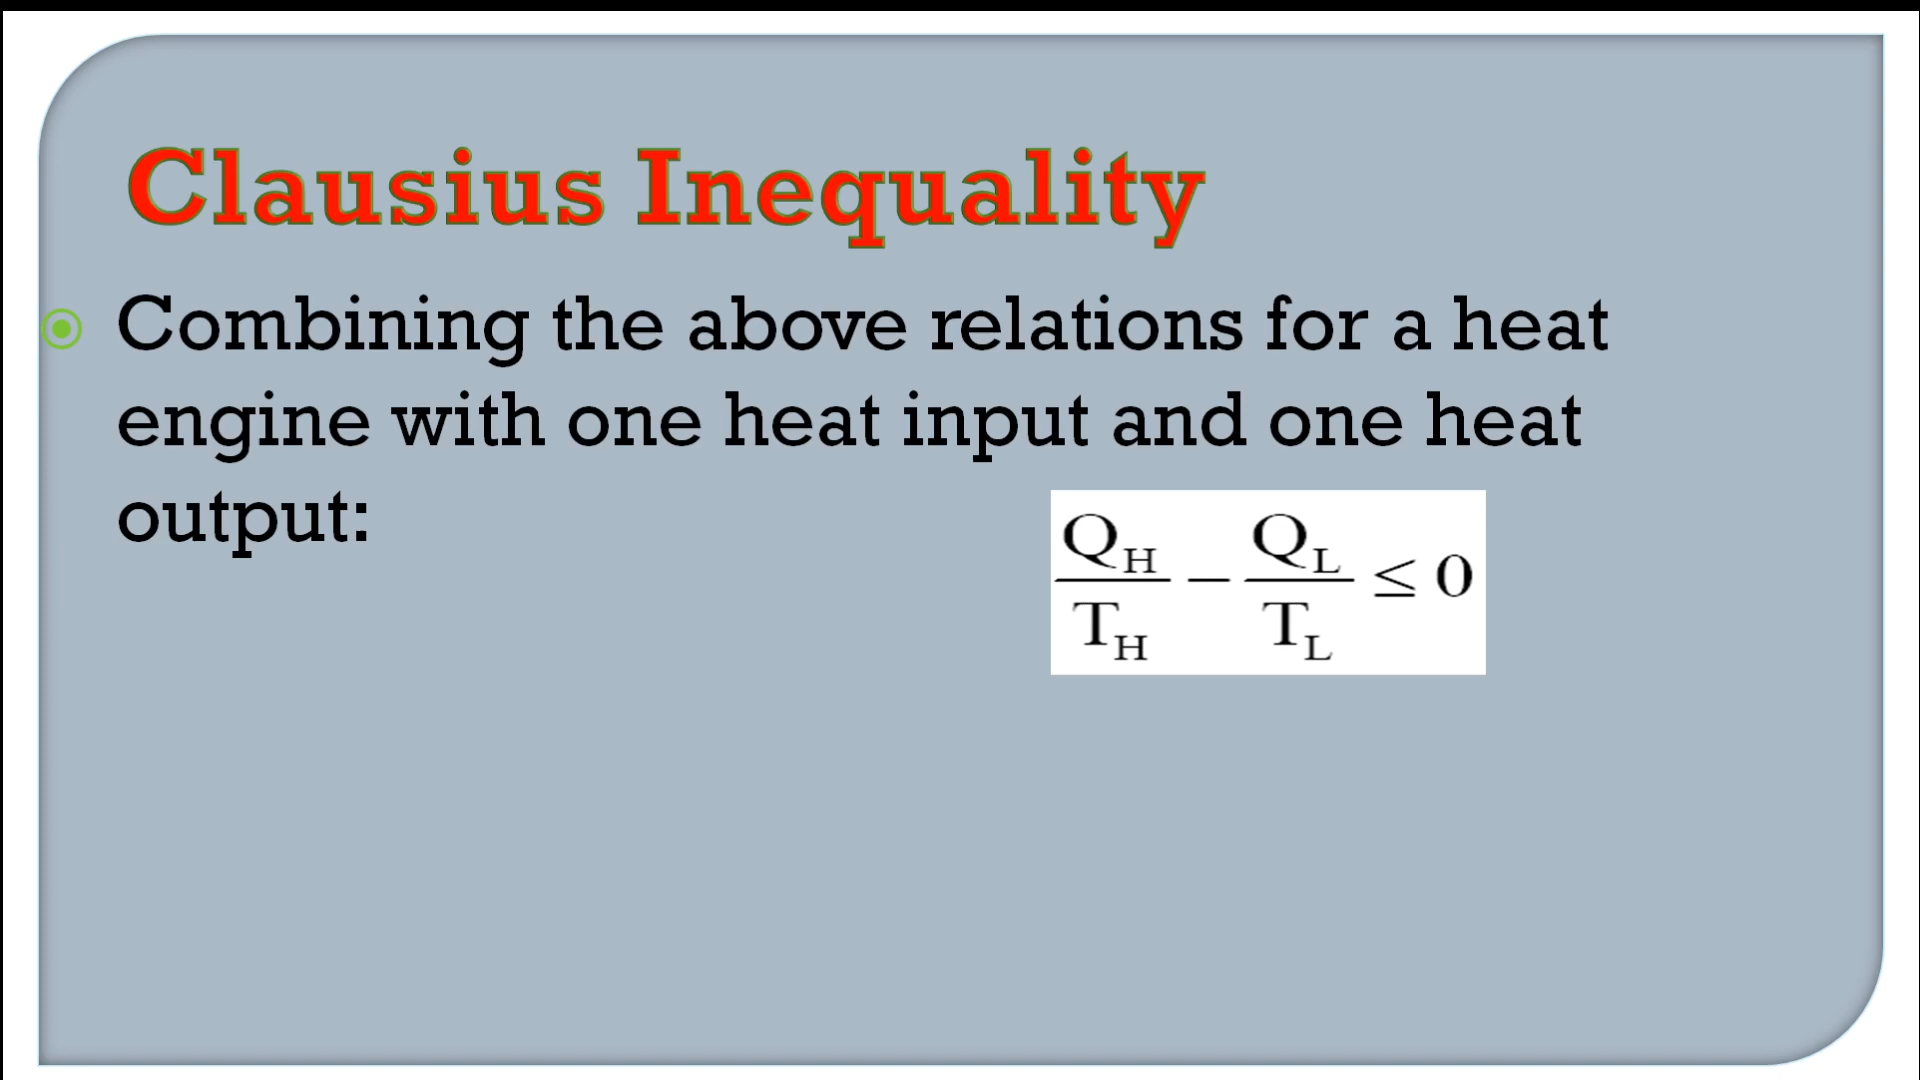 Clausius Inequality
Combining the above relations for a heat
engine with one heat input and one heat
output:
Q_H/T_H − Q_L/T_L ≤ 0